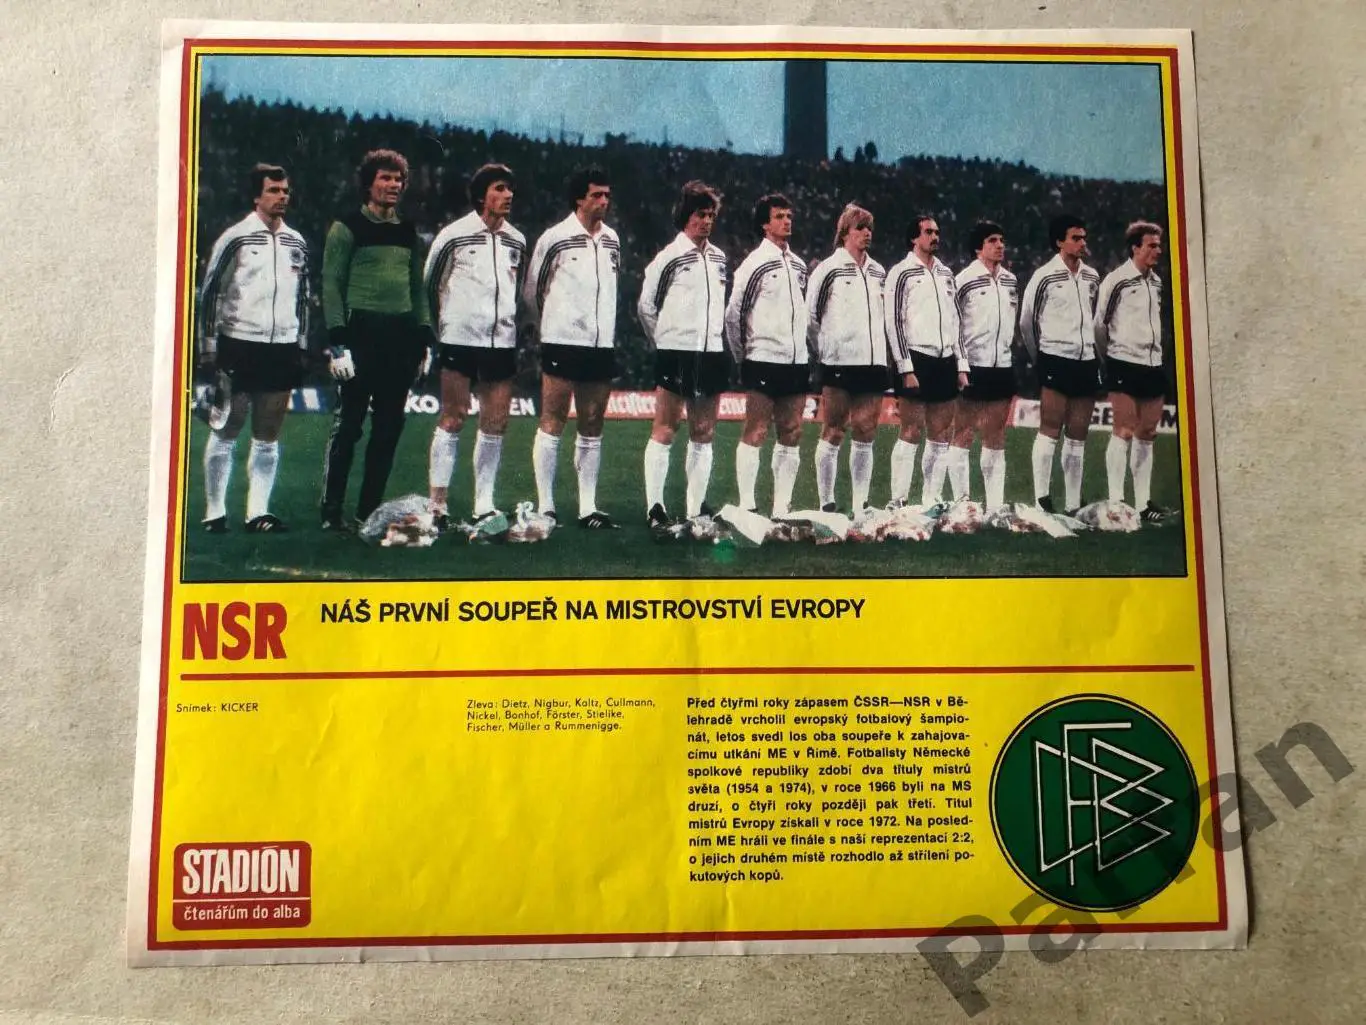 NSR
NÁŠ PRVNÍ SOUPEŘ NA MISTROVSTVÍ EVROPY
Snímek: KICKER
Zleva: Dietz, Nigbur, Kaltz, Cullmann,
Nickel, Bonhof, Förster, Stielike,
Fischer, Müller a Rummenigge.
Před čtyřmi roky zápasem ČSSR—NSR v Bě-
lehradě vrcholil evropský fotbalový šampio-
nát, letos svedl los oba soupeře k zahajova-
címu utkání ME v Římě. Fotbalisty Německé
spolkové republiky zdobí dva tituly mistrů
světa (1954 a 1974), v roce 1966 byli na MS
druzí, o čtyři roky později pak třetí. Titul
mistrů Evropy získali v roce 1972. Na posled-
ním ME hráli ve finále s naší reprezentací 2:2,
o jejich druhém místě rozhodlo až střílení po-
kutových kopů.
DFB
STADIÓN
čtenářům do alba
Partan